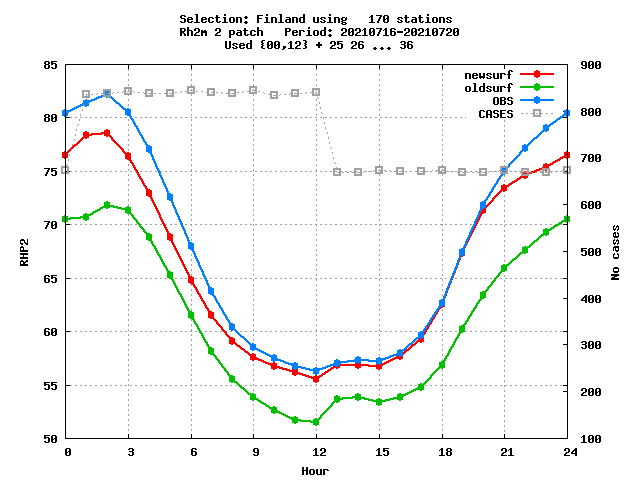 Selection: Finland using   170 stations
Rh2m 2 patch   Period: 20210716-20210720
Used {00,12} + 25 26 ... 36
newsurf
oldsurf
OBS
CASES
85
80
75
70
65
60
55
50
RHP2
900
800
700
600
500
400
300
200
100
No cases
0 3 6 9 12 15 18 21 24
Hour